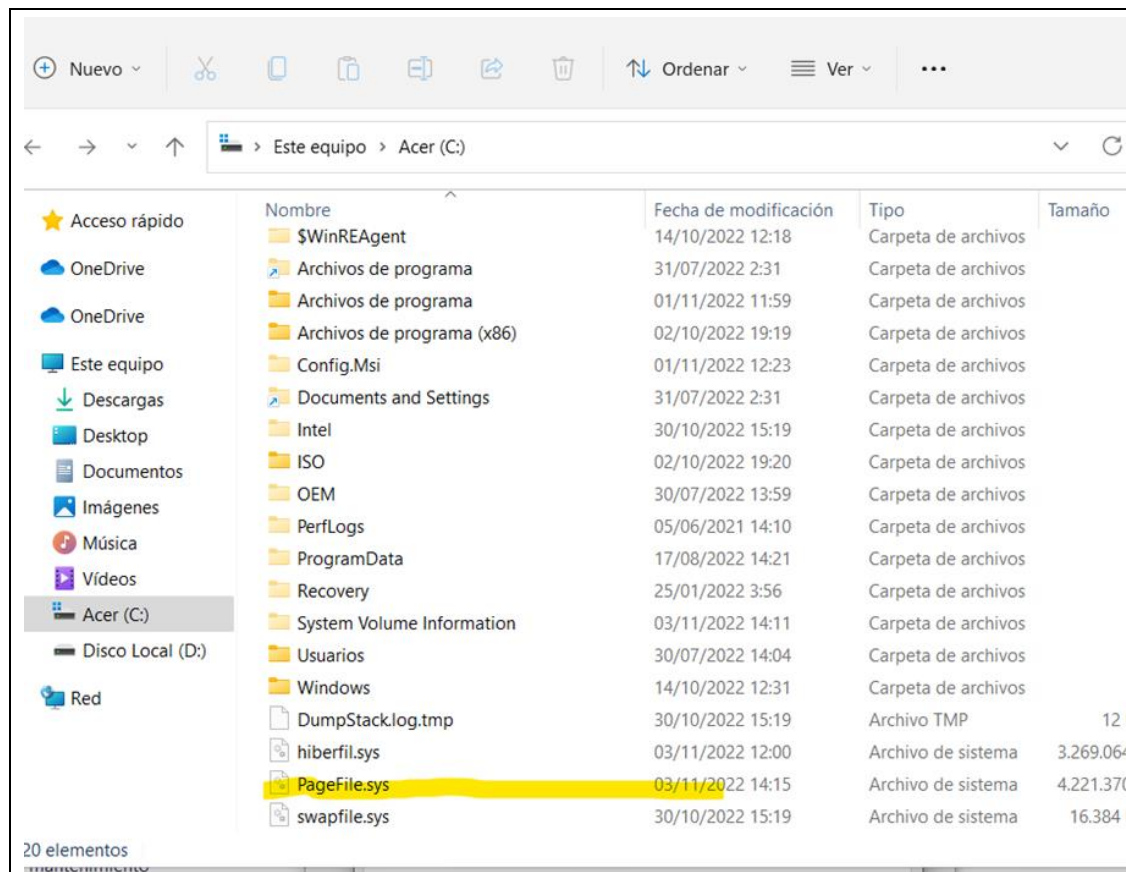 Nuevo Ordenar Ver ...
Este equipo > Acer (C:)
Nombre Fecha de modificación Tipo Tamaño
Acceso rápido
OneDrive
OneDrive
Este equipo
Descargas
Desktop
Documentos
Imágenes
Música
Vídeos
Acer (C:)
Disco Local (D:)
Red
$WinREAgent 14/10/2022 12:18 Carpeta de archivos
Archivos de programa 31/07/2022 2:31 Carpeta de archivos
Archivos de programa 01/11/2022 11:59 Carpeta de archivos
Archivos de programa (x86) 02/10/2022 19:19 Carpeta de archivos
Config.Msi 01/11/2022 12:23 Carpeta de archivos
Documents and Settings 31/07/2022 2:31 Carpeta de archivos
Intel 30/10/2022 15:19 Carpeta de archivos
ISO 02/10/2022 19:20 Carpeta de archivos
OEM 30/07/2022 13:59 Carpeta de archivos
PerfLogs 05/06/2021 14:10 Carpeta de archivos
ProgramData 17/08/2022 14:21 Carpeta de archivos
Recovery 25/01/2022 3:56 Carpeta de archivos
System Volume Information 03/11/2022 14:11 Carpeta de archivos
Usuarios 30/07/2022 14:04 Carpeta de archivos
Windows 14/10/2022 12:31 Carpeta de archivos
DumpStack.log.tmp 30/10/2022 15:19 Archivo TMP 12
hiberfil.sys 03/11/2022 12:00 Archivo de sistema 3.269.064
PageFile.sys 03/11/2022 14:15 Archivo de sistema 4.221.370
swapfile.sys 30/10/2022 15:19 Archivo de sistema 16.384
20 elementos
mantenimiento